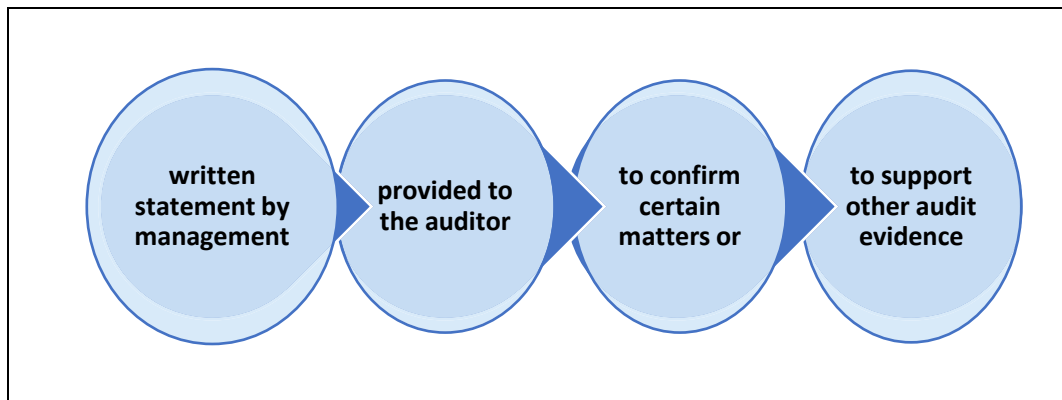 written
statement by
management
provided to
the auditor
to confirm
certain
matters or
to support
other audit
evidence